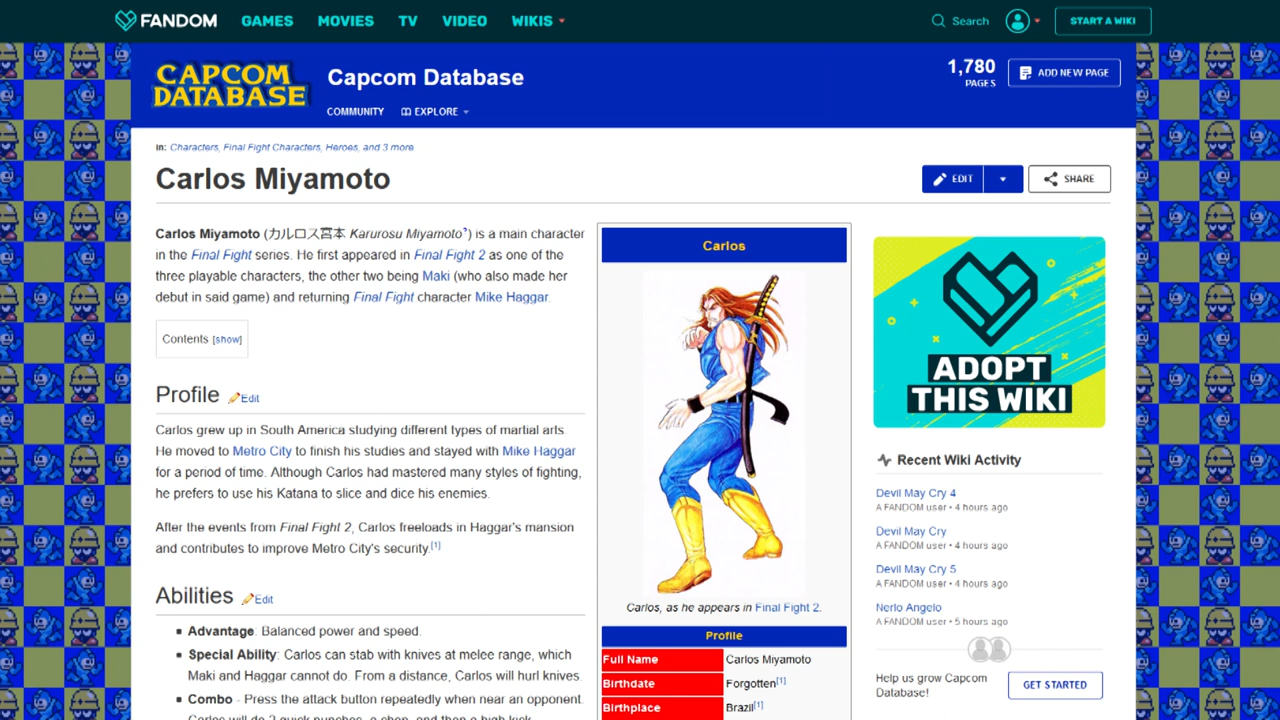 FANDOM
GAMES
MOVIES
TV
VIDEO
WIKIS
Search
START A WIKI
CAPCOM
DATABASE
Capcom Database
COMMUNITY
EXPLORE
1,780
PAGES
ADD NEW PAGE
in: Characters, Final Fight Characters, Heroes, and 3 more
Carlos Miyamoto
EDIT
SHARE
Carlos Miyamoto (カルロス宮本 Karurosu Miyamoto?) is a main character
in the Final Fight series. He first appeared in Final Fight 2 as one of the
three playable characters, the other two being Maki (who also made her
debut in said game) and returning Final Fight character Mike Haggar.
Contents [show]
Profile Edit
Carlos grew up in South America studying different types of martial arts.
He moved to Metro City to finish his studies and stayed with Mike Haggar
for a period of time. Although Carlos had mastered many styles of fighting,
he prefers to use his Katana to slice and dice his enemies.
After the events from Final Fight 2, Carlos freeloads in Haggar's mansion
and contributes to improve Metro City's security.[1]
Abilities Edit
Advantage: Balanced power and speed.
Special Ability: Carlos can stab with knives at melee range, which
Maki and Haggar cannot do. From a distance, Carlos will hurl knives.
Combo - Press the attack button repeatedly when near an opponent.
Carlos will do 2 quick punches, a chop, and then a high kick.
Carlos
Carlos, as he appears in Final Fight 2.
Profile
Full Name Carlos Miyamoto
Birthdate Forgotten[1]
Birthplace Brazil[1]
ADOPT
THIS WIKI
Recent Wiki Activity
Devil May Cry 4
A FANDOM user • 4 hours ago
Devil May Cry
A FANDOM user • 4 hours ago
Devil May Cry 5
A FANDOM user • 4 hours ago
Nerlo Angelo
A FANDOM user • 5 hours ago
Help us grow Capcom
Database!
GET STARTED